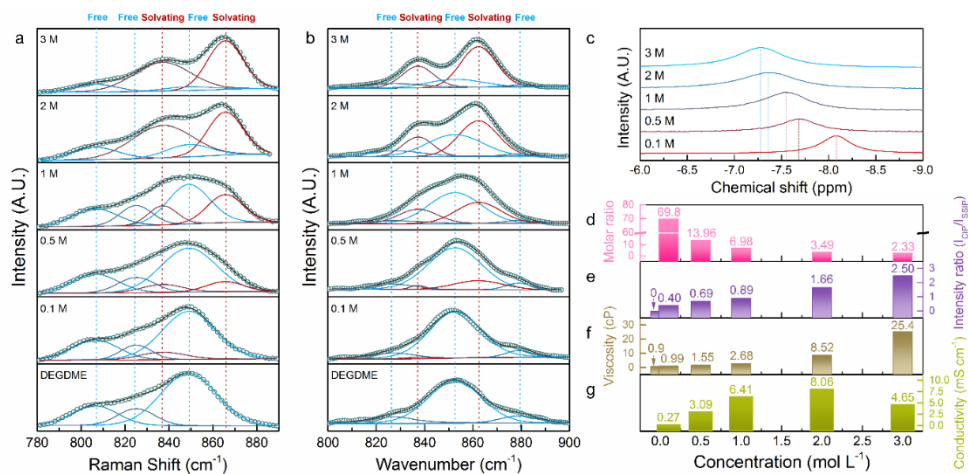 Free Free Solvating Free Solvating
a
3 M
2 M
1 M
0.5 M
0.1 M
DEGDME
Intensity (A.U.)
780 800 820 840 860 880
Raman Shift (cm-1)
Free Solvating Free Solvating Free
b
3 M
2 M
1 M
0.5 M
0.1 M
DEGDME
Intensity (A.U.)
800 820 840 860 880 900
Wavenumber (cm-1)
c
3 M
2 M
1 M
0.5 M
0.1 M
Intensity (A.U.)
-6.0 -6.5 -7.0 -7.5 -8.0 -8.5 -9.0
Chemical shift (ppm)
d
Molar ratio
80
70
60
10
0
69.8 13.96 6.98 3.49 2.33
e
0 0.40 0.69 0.89 1.66 2.50
3
2
1
0
Intensity ratio (ICIP/ISSIP)
f
Viscosity (cP)
30
20
10
0
0.9 0.99 1.55 2.68 8.52 25.4
g
0.27 3.09 6.41 8.06 4.65
10.0
7.5
5.0
2.5
0.0
Conductivity (mS cm-1)
0.0 0.5 1.0 2.0 3.0
Concentration (mol L-1)